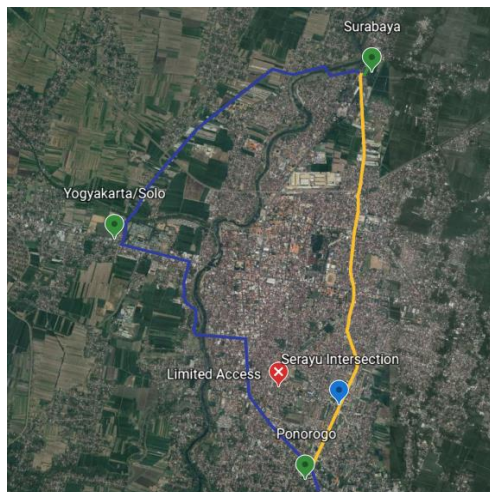 Surabaya
Yogyakarta/Solo
Serayu Intersection
Limited Access
Ponorogo